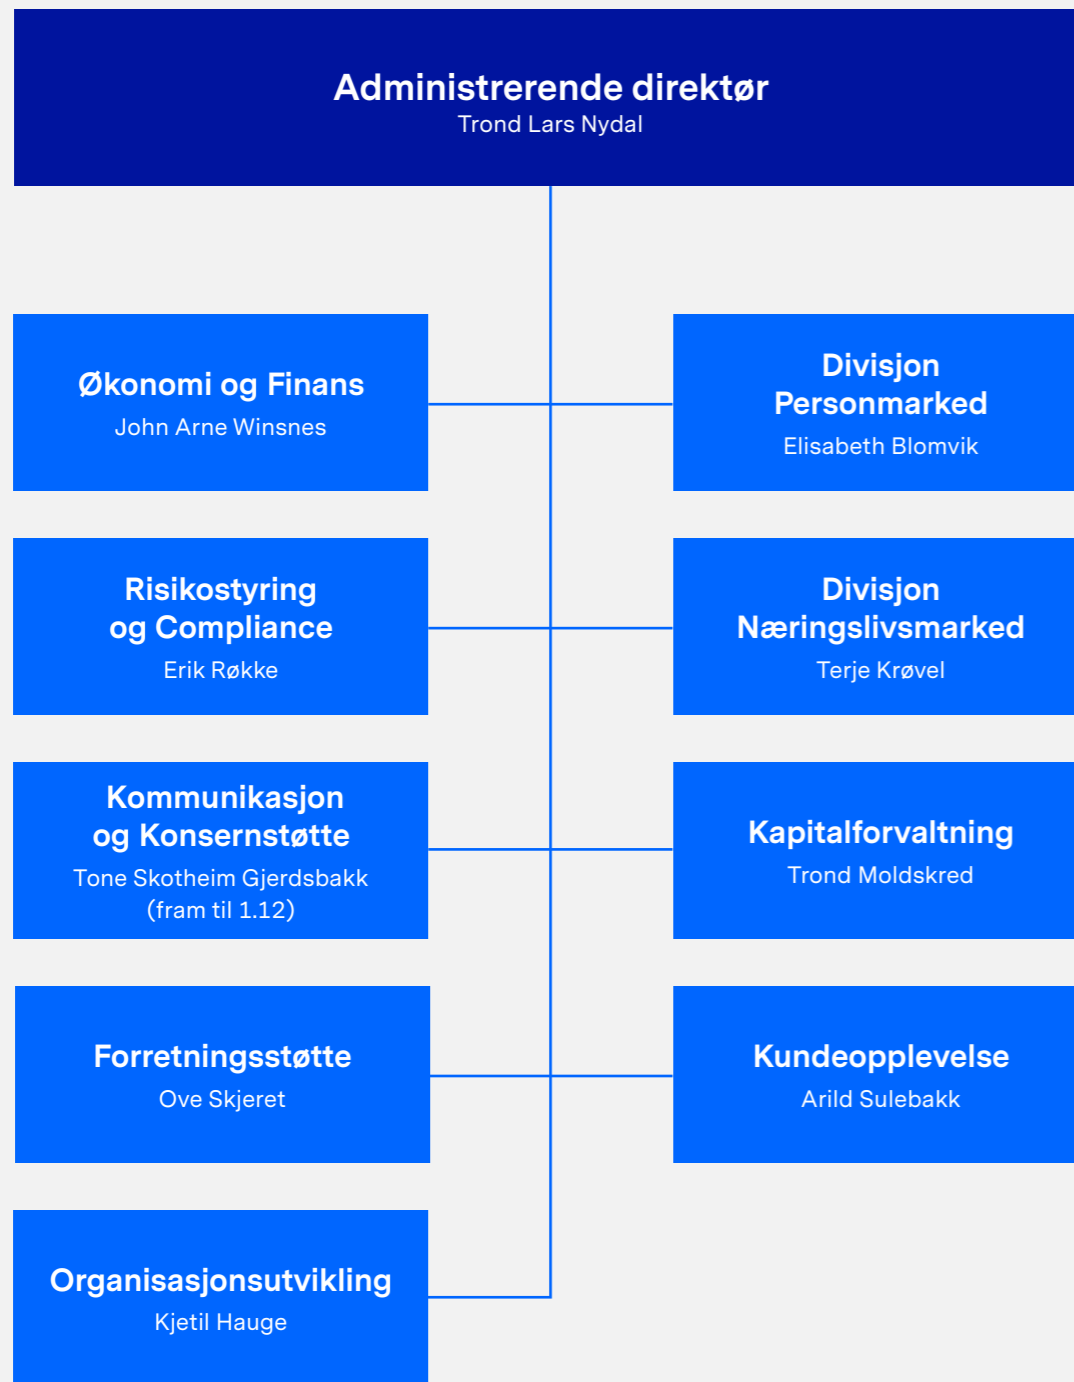 Administrerende direktør
Trond Lars Nydal
Økonomi og Finans
John Arne Winsnes
Divisjon
Personmarked
Elisabeth Blomvik
Risikostyring
og Compliance
Erik Røkke
Divisjon
Næringslivsmarked
Terje Krøvel
Kommunikasjon
og Konsernstøtte
Tone Skotheim Gjerdsbakk
(fram til 1.12)
Kapitalforvaltning
Trond Moldskred
Forretningsstøtte
Ove Skjeret
Kundeopplevelse
Arild Sulebakk
Organisasjonsutvikling
Kjetil Hauge